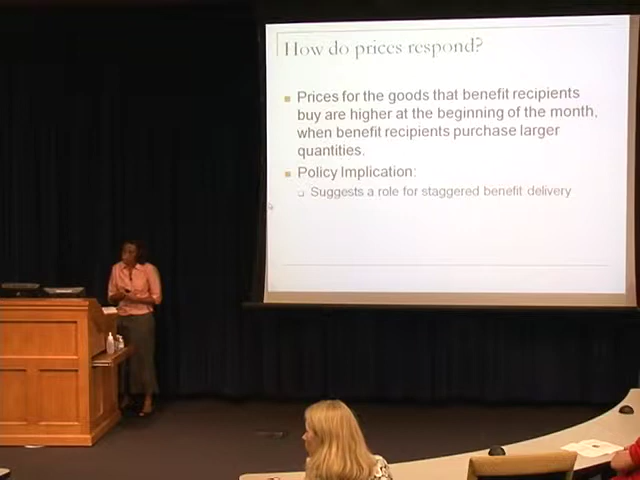 How do prices respond?
Prices for the goods that benefit recipients
buy are higher at the beginning of the month,
when benefit recipients purchase larger
quantities.
Policy Implication:
Suggests a role for staggered benefit delivery